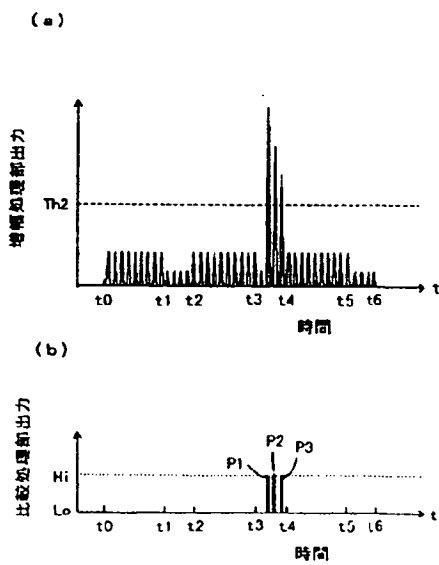 (a)
増幅処理部出力
Th2
t0 t1 t2 t3 t4 t5 t6 t
時間
(b)
比較処理部出力
P1 P2 P3
Hi
Lo
t0 t1 t2 t3 t4 t5 t6 t
時間